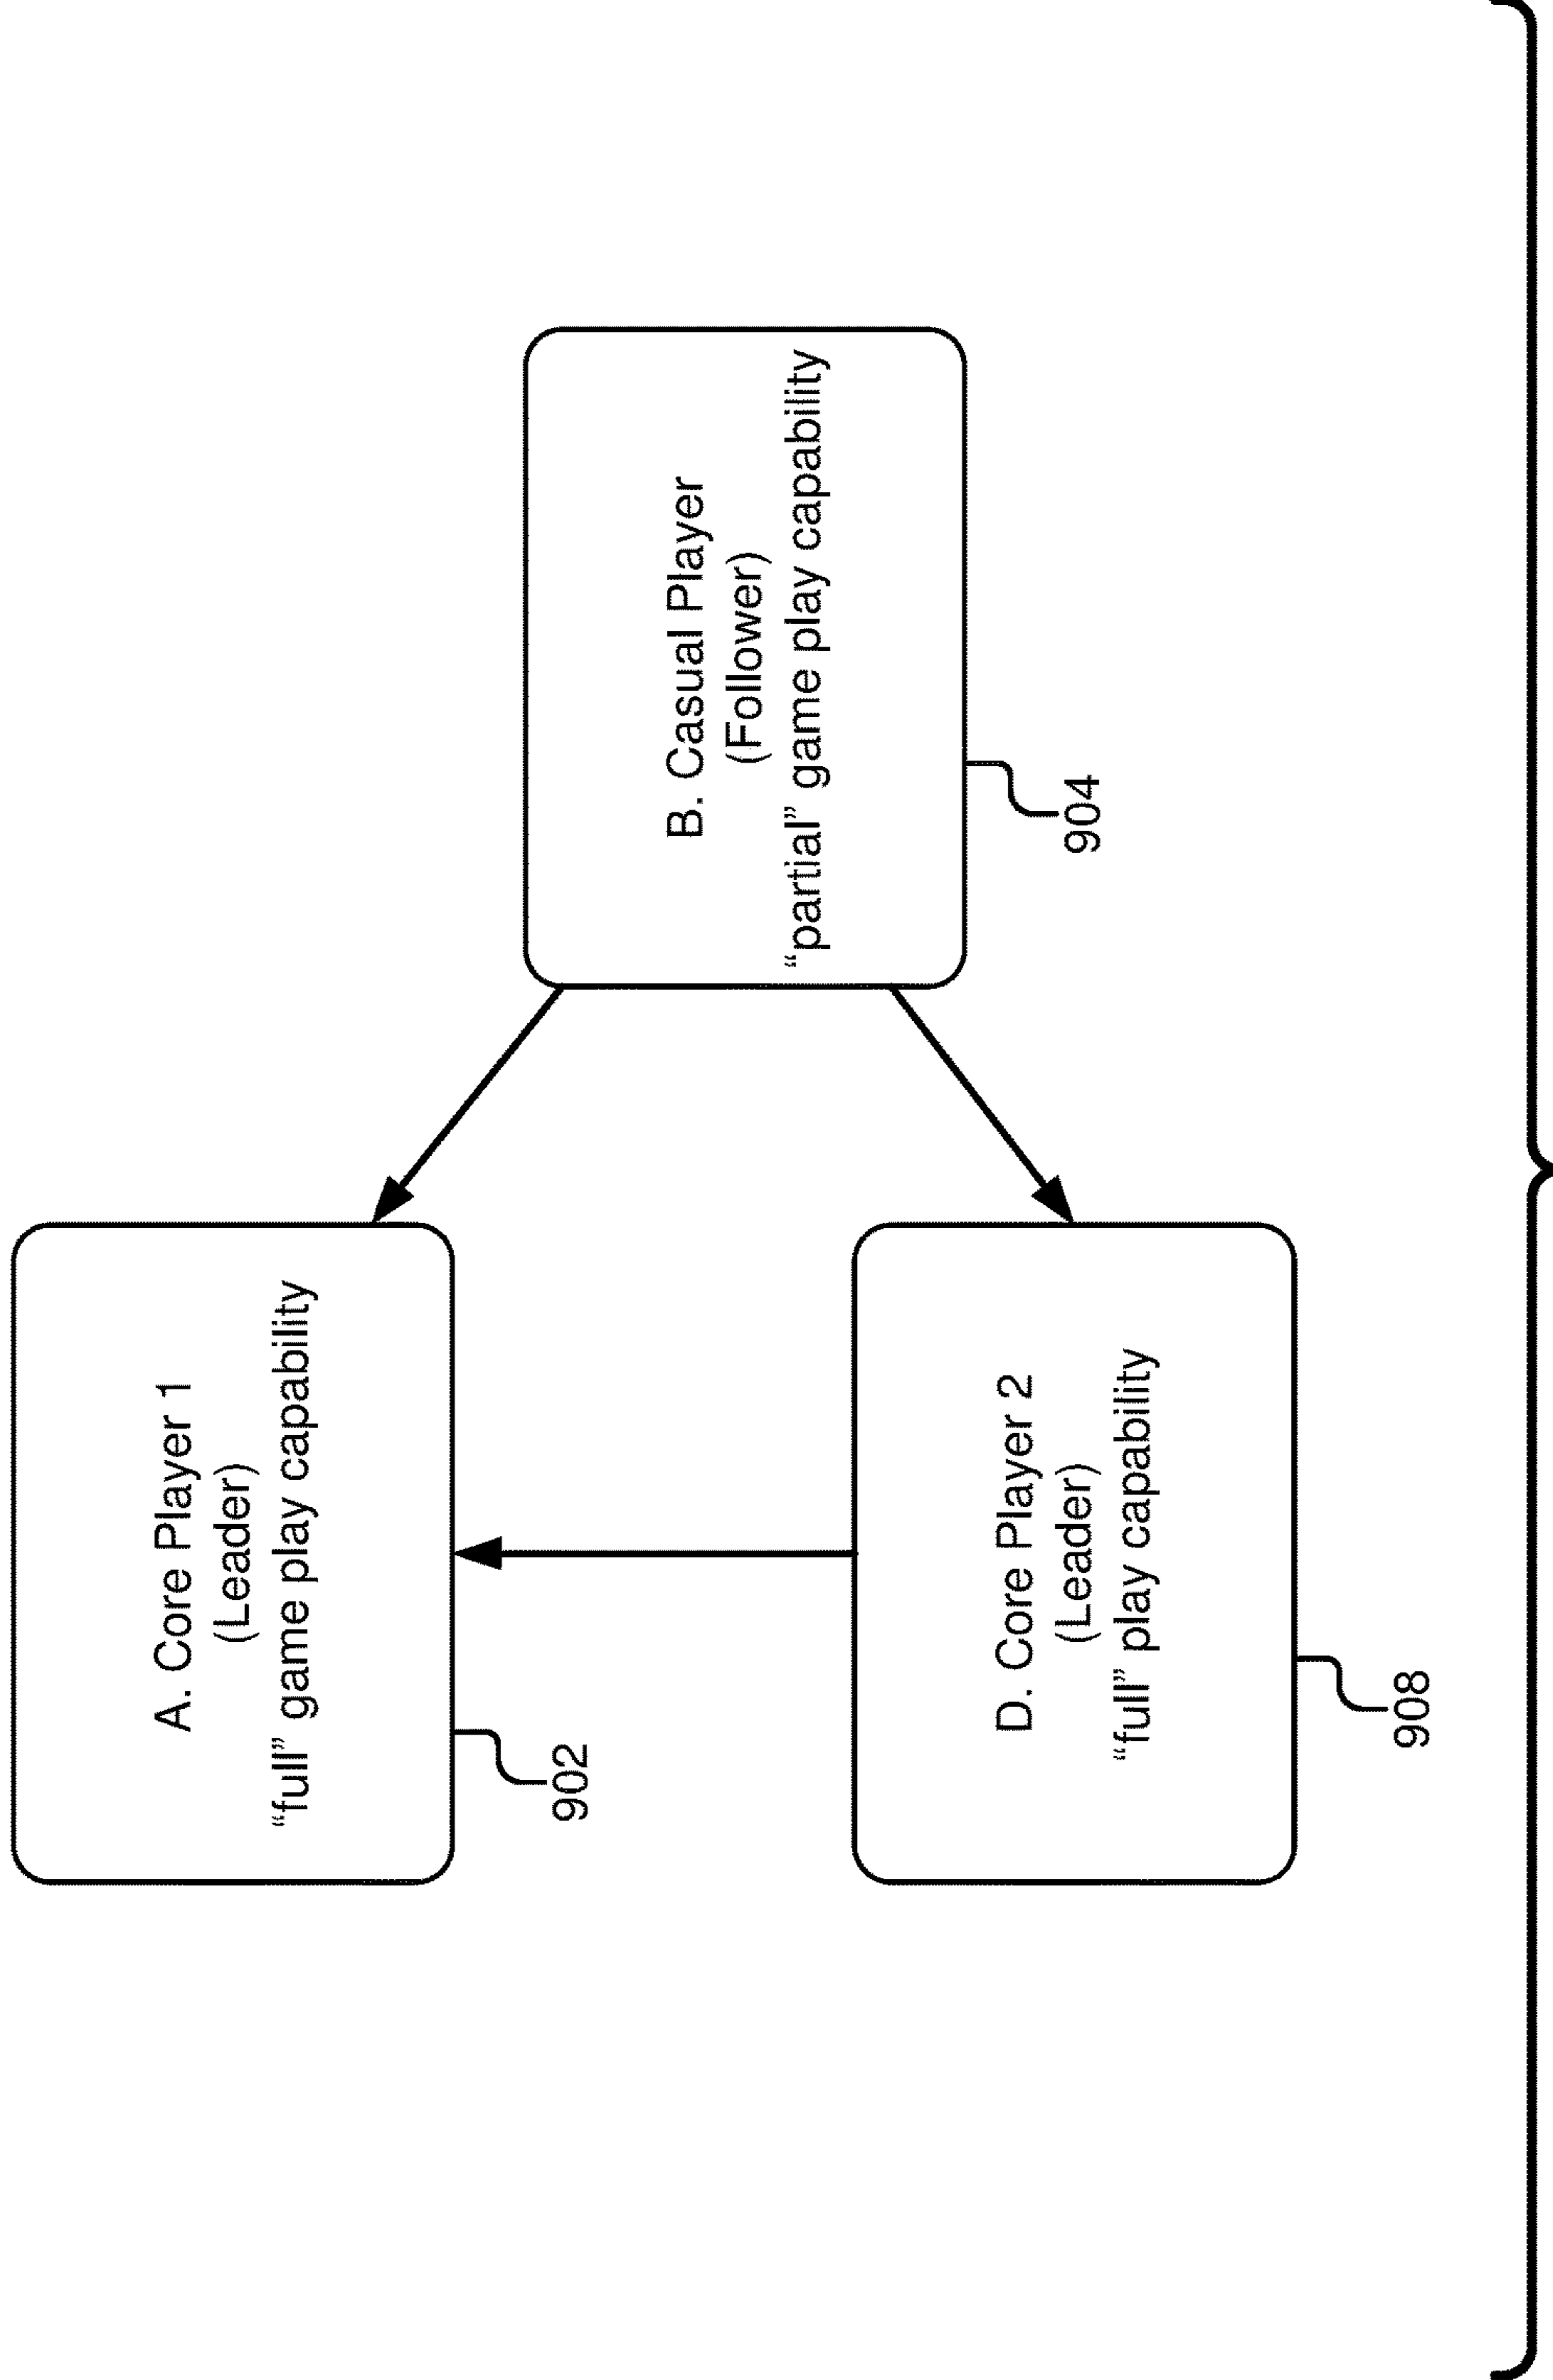 A. Core Player 1
(Leader)
“full” game play capability
902
B. Casual Player
(Follower)
“partial” game play capability
904
D. Core Player 2
(Leader)
“full” play capability
908